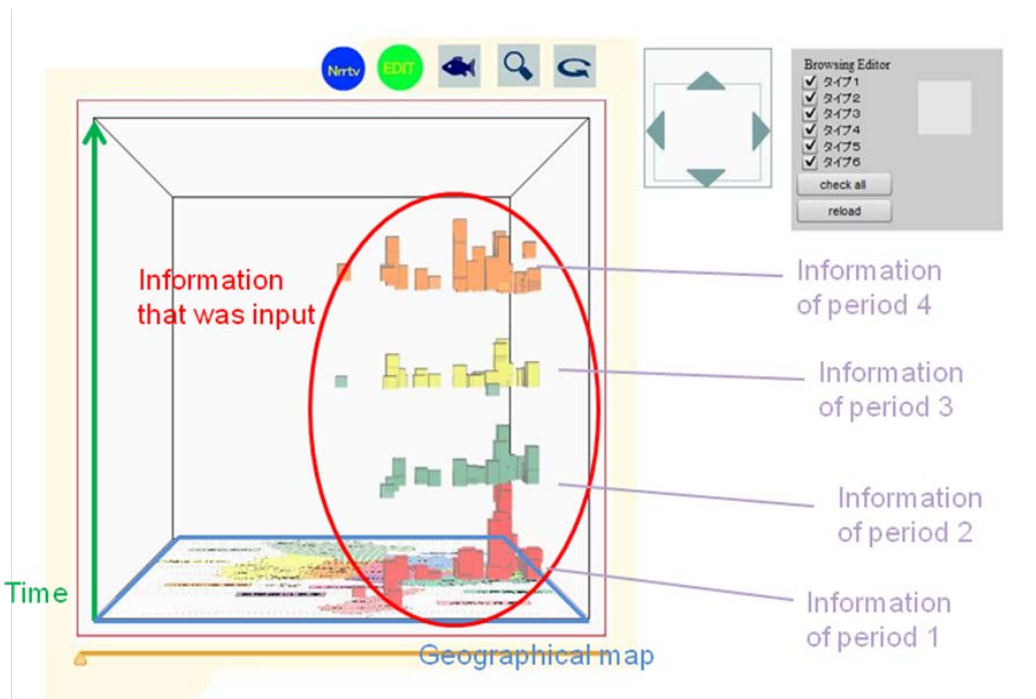 Nrrtv
EDIT
Browsing Editor
タイプ1
タイプ2
タイプ3
タイプ4
タイプ5
タイプ6
check all
reload
Information
that was input
Information
of period 4
Information
of period 3
Information
of period 2
Information
of period 1
Time
Geographical map